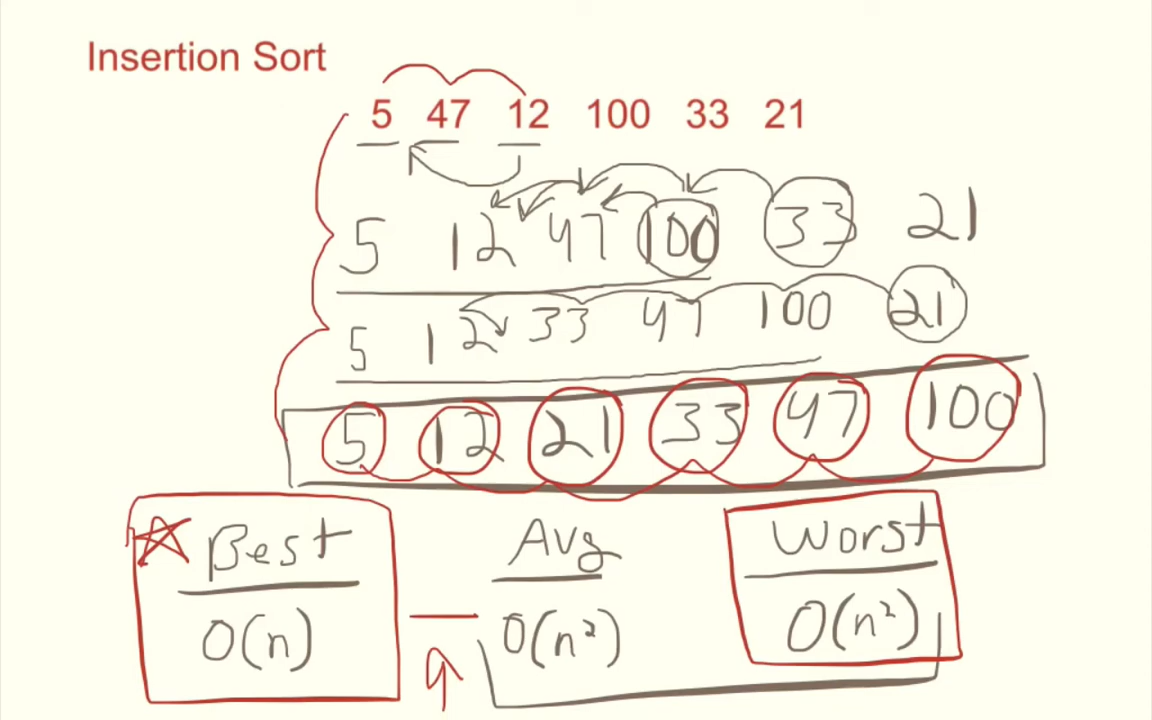 Insertion Sort
5 47 12 100 33 21
5 12 47 100 33 21
5 12 33 47 100 21
5 12 21 33 47 100
Best Avg Worst
O(n) O(n²) O(n²)